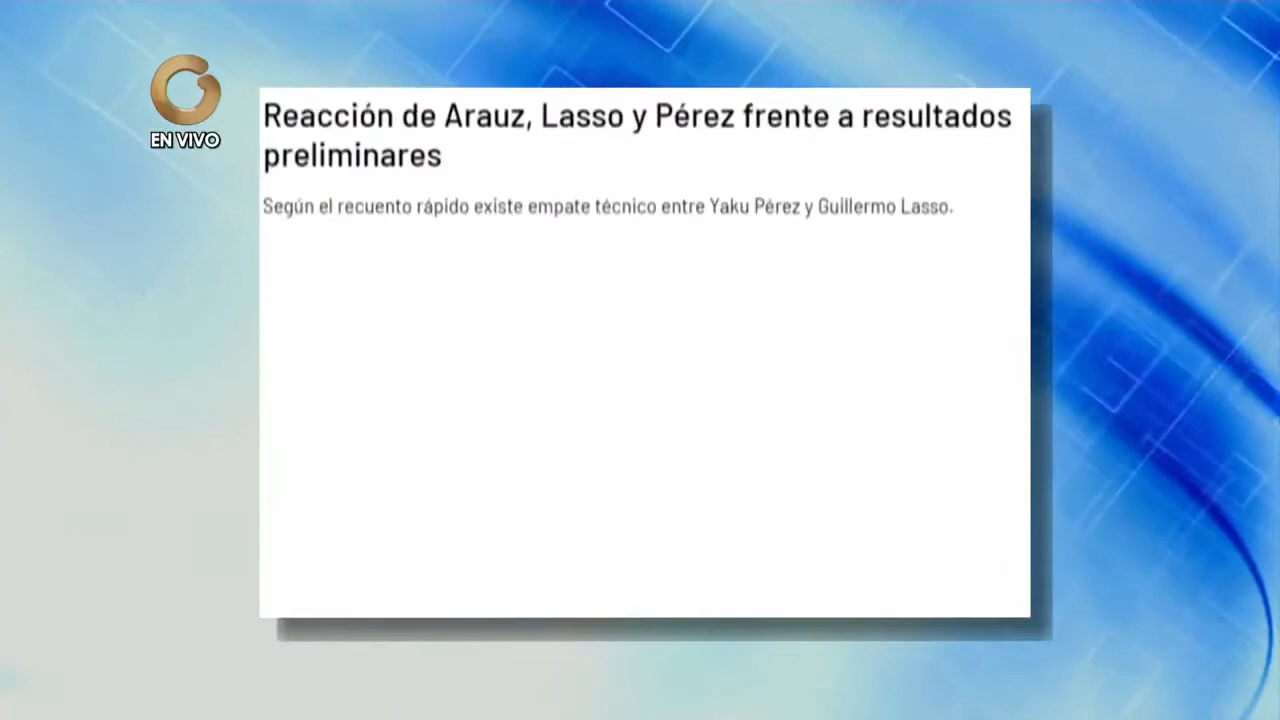 EN VIVO
Reacción de Arauz, Lasso y Pérez frente a resultados
preliminares
Según el recuento rápido existe empate técnico entre Yaku Pérez y Guillermo Lasso.